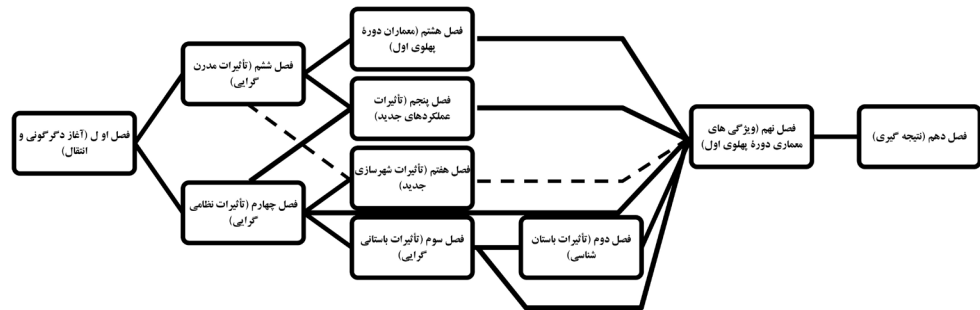 فصل هشتم (معماران دورۀ
پهلوی اول)
فصل ششم (تأثیرات مدرن
گرایی)
فصل پنجم (تأثیرات
عملکردهای جدید)
فصل او ل (آغاز دگرگونی و
انتقال)
فصل نهم (ویژگی های
معماری دورۀ پهلوی اول)
فصل دهم (نتیجه گیری)
فصل هفتم (تأثیرات شهرسازی
جدید)
فصل چهارم (تأثیرات نظامی
گرایی)
فصل سوم (تأثیرات باستانی
گرایی)
فصل دوم (تأثیرات باستان
شناسی)